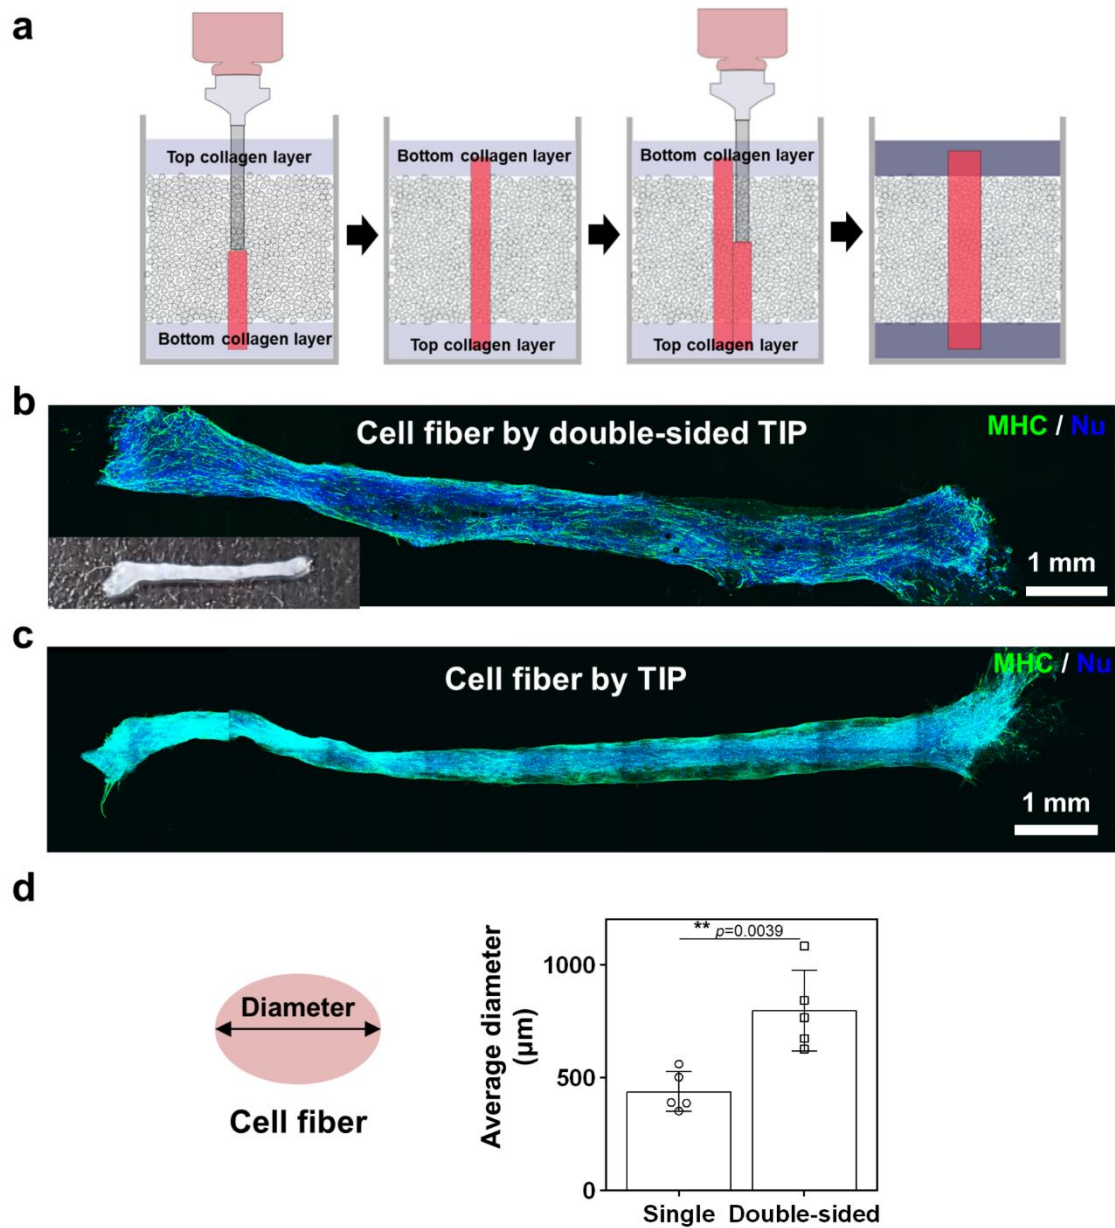 a
Top collagen layer
Bottom collagen layer
Bottom collagen layer
Top collagen layer
Bottom collagen layer
Top collagen layer
b
Cell fiber by double-sided TIP
MHC / Nu
1 mm
c
Cell fiber by TIP
MHC / Nu
1 mm
d
Diameter
Cell fiber
Average diameter
(μm)
** p=0.0039
1000
500
0
Single
Double-sided